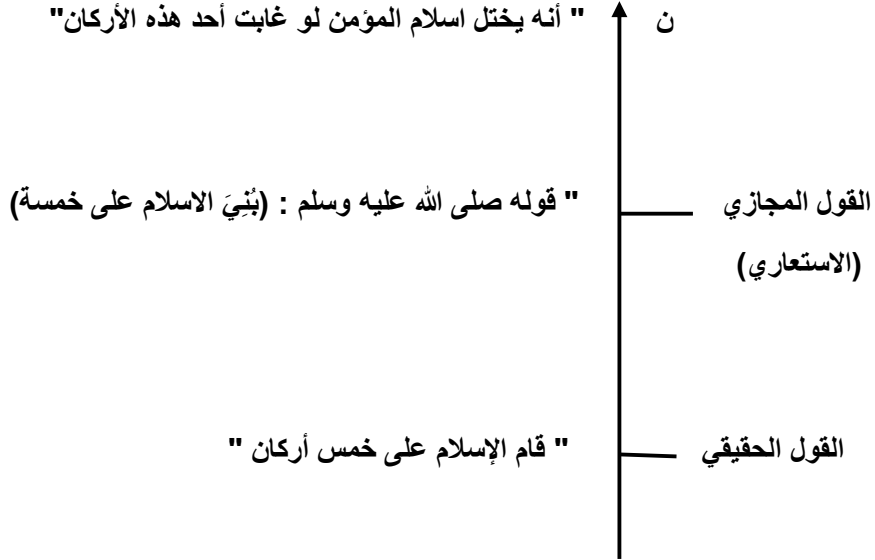 ن " أنه يختل اسلام المؤمن لو غابت أحد هذه الأركان"
القول المجازي " قوله صلى الله عليه وسلم : (بُنِيَ الاسلام على خمسة)
(الاستعاري)
القول الحقيقي " قام الإسلام على خمس أركان "